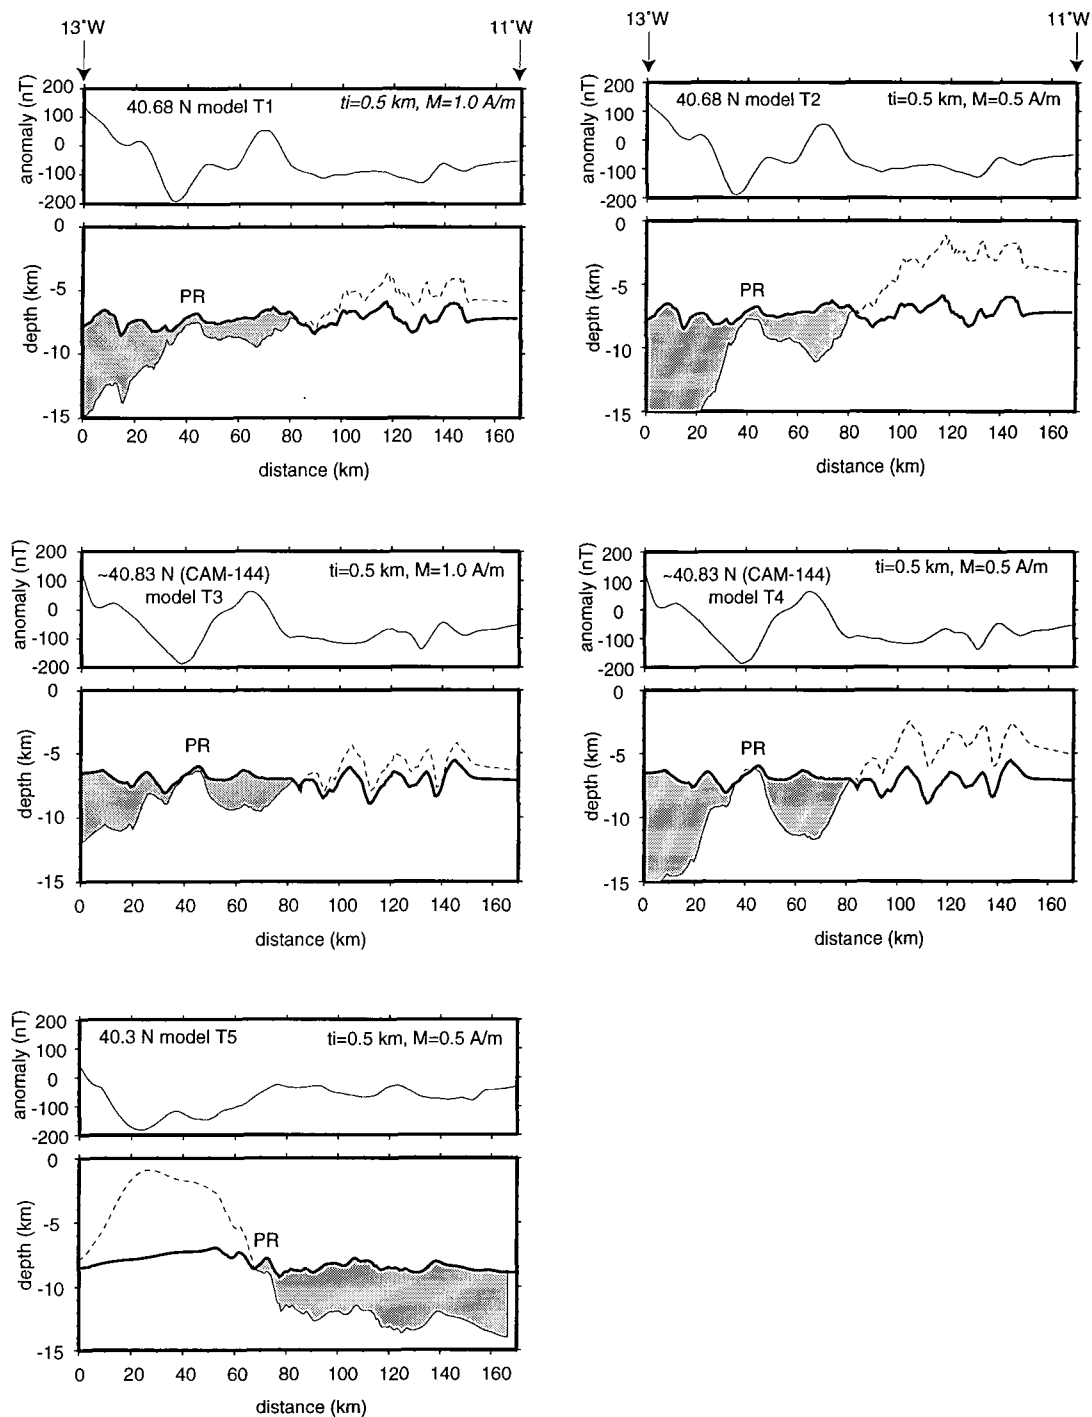 13°W
11°W
13°W
11°W
anomaly (nT)
200
100
0
-100
-200
40.68 N model T1
ti=0.5 km, M=1.0 A/m
depth (km)
0
-5
-10
-15
PR
0 20 40 60 80 100 120 140 160
distance (km)
anomaly (nT)
200
100
0
-100
-200
40.68 N model T2
ti=0.5 km, M=0.5 A/m
depth (km)
0
-5
-10
-15
PR
0 20 40 60 80 100 120 140 160
distance (km)
anomaly (nT)
200
100
0
-100
-200
~40.83 N (CAM-144)
model T3
ti=0.5 km, M=1.0 A/m
depth (km)
0
-5
-10
-15
PR
0 20 40 60 80 100 120 140 160
distance (km)
anomaly (nT)
200
100
0
-100
-200
~40.83 N (CAM-144)
model T4
ti=0.5 km, M=0.5 A/m
depth (km)
0
-5
-10
-15
PR
0 20 40 60 80 100 120 140 160
distance (km)
anomaly (nT)
200
100
0
-100
-200
40.3 N model T5
ti=0.5 km, M=0.5 A/m
depth (km)
0
-5
-10
-15
PR
0 20 40 60 80 100 120 140 160
distance (km)